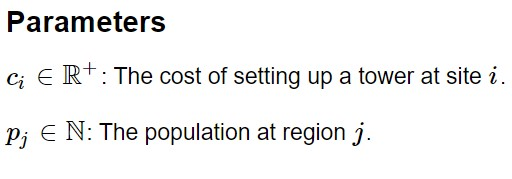 Parameters
cᵢ ∈ ℝ⁺: The cost of setting up a tower at site i.
pⱼ ∈ ℕ: The population at region j.